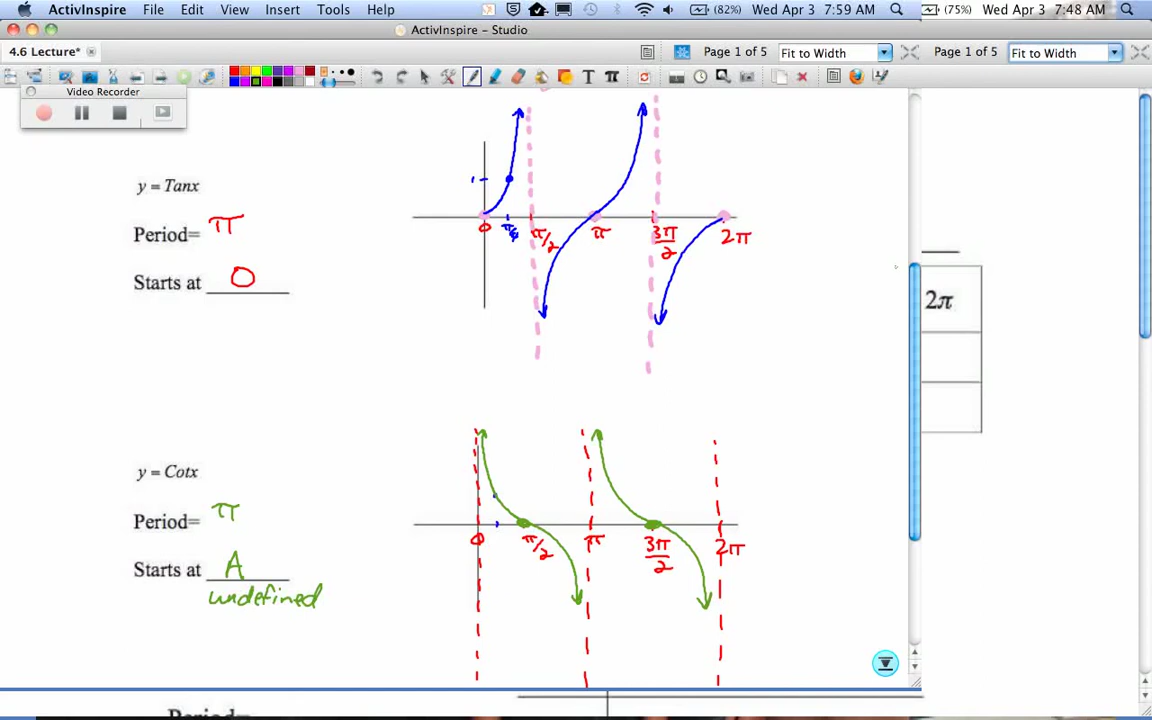 ActivInspire File Edit View Insert Tools Help (82%) Wed Apr 3 7:59 AM (75%) Wed Apr 3 7:48 AM
ActivInspire - Studio
4.6 Lecture* Page 1 of 5 Fit to Width Page 1 of 5 Fit to Width
Video Recorder
y = Tanx
Period= π
Starts at 0
1
0 π/2 π 3π/2 2π
2π
y = Cotx
Period= π
Starts at A
undefined
0 π/2 π 3π/2 2π
Period=